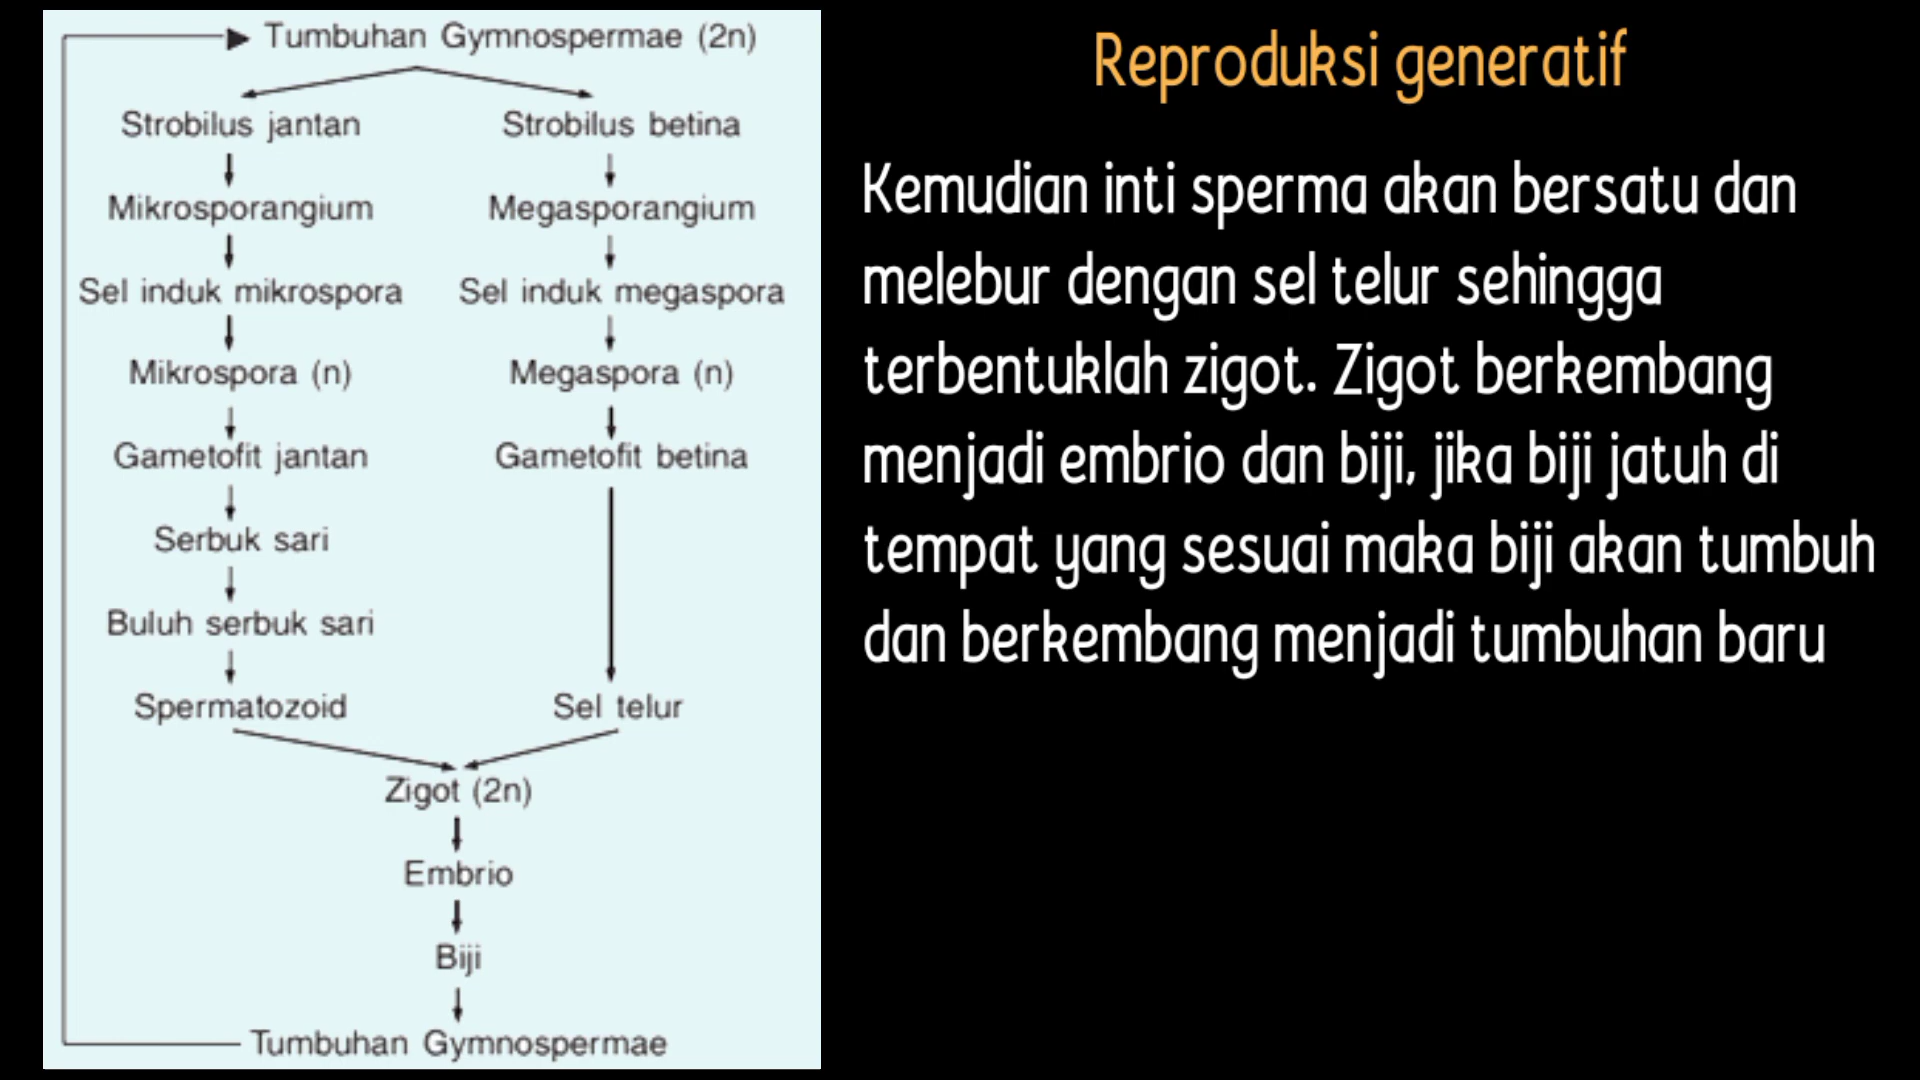 Tumbuhan Gymnospermae (2n)
Strobilus jantan
Strobilus betina
Mikrosporangium
Megasporangium
Sel induk mikrospora
Sel induk megaspora
Mikrospora (n)
Megaspora (n)
Gametofit jantan
Gametofit betina
Serbuk sari
Buluh serbuk sari
Spermatozoid
Sel telur
Zigot (2n)
Embrio
Biji
Tumbuhan Gymnospermae
Reproduksi generatif
Kemudian inti sperma akan bersatu dan
melebur dengan sel telur sehingga
terbentuklah zigot. Zigot berkembang
menjadi embrio dan biji, jika biji jatuh di
tempat yang sesuai maka biji akan tumbuh
dan berkembang menjadi tumbuhan baru